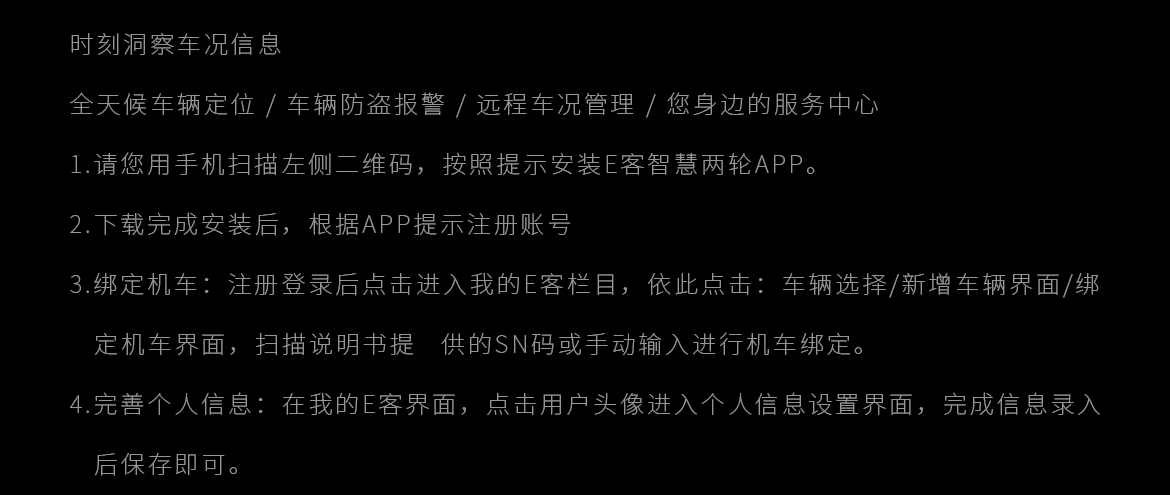 时刻洞察车况信息
全天候车辆定位 / 车辆防盗报警 / 远程车况管理 / 您身边的服务中心
1.请您用手机扫描左侧二维码，按照提示安装E客智慧两轮APP。
2.下载完成安装后，根据APP提示注册账号
3.绑定机车：注册登录后点击进入我的E客栏目，依此点击：车辆选择/新增车辆界面/绑
定机车界面，扫描说明书提 供的SN码或手动输入进行机车绑定。
4.完善个人信息：在我的E客界面，点击用户头像进入个人信息设置界面，完成信息录入
后保存即可。